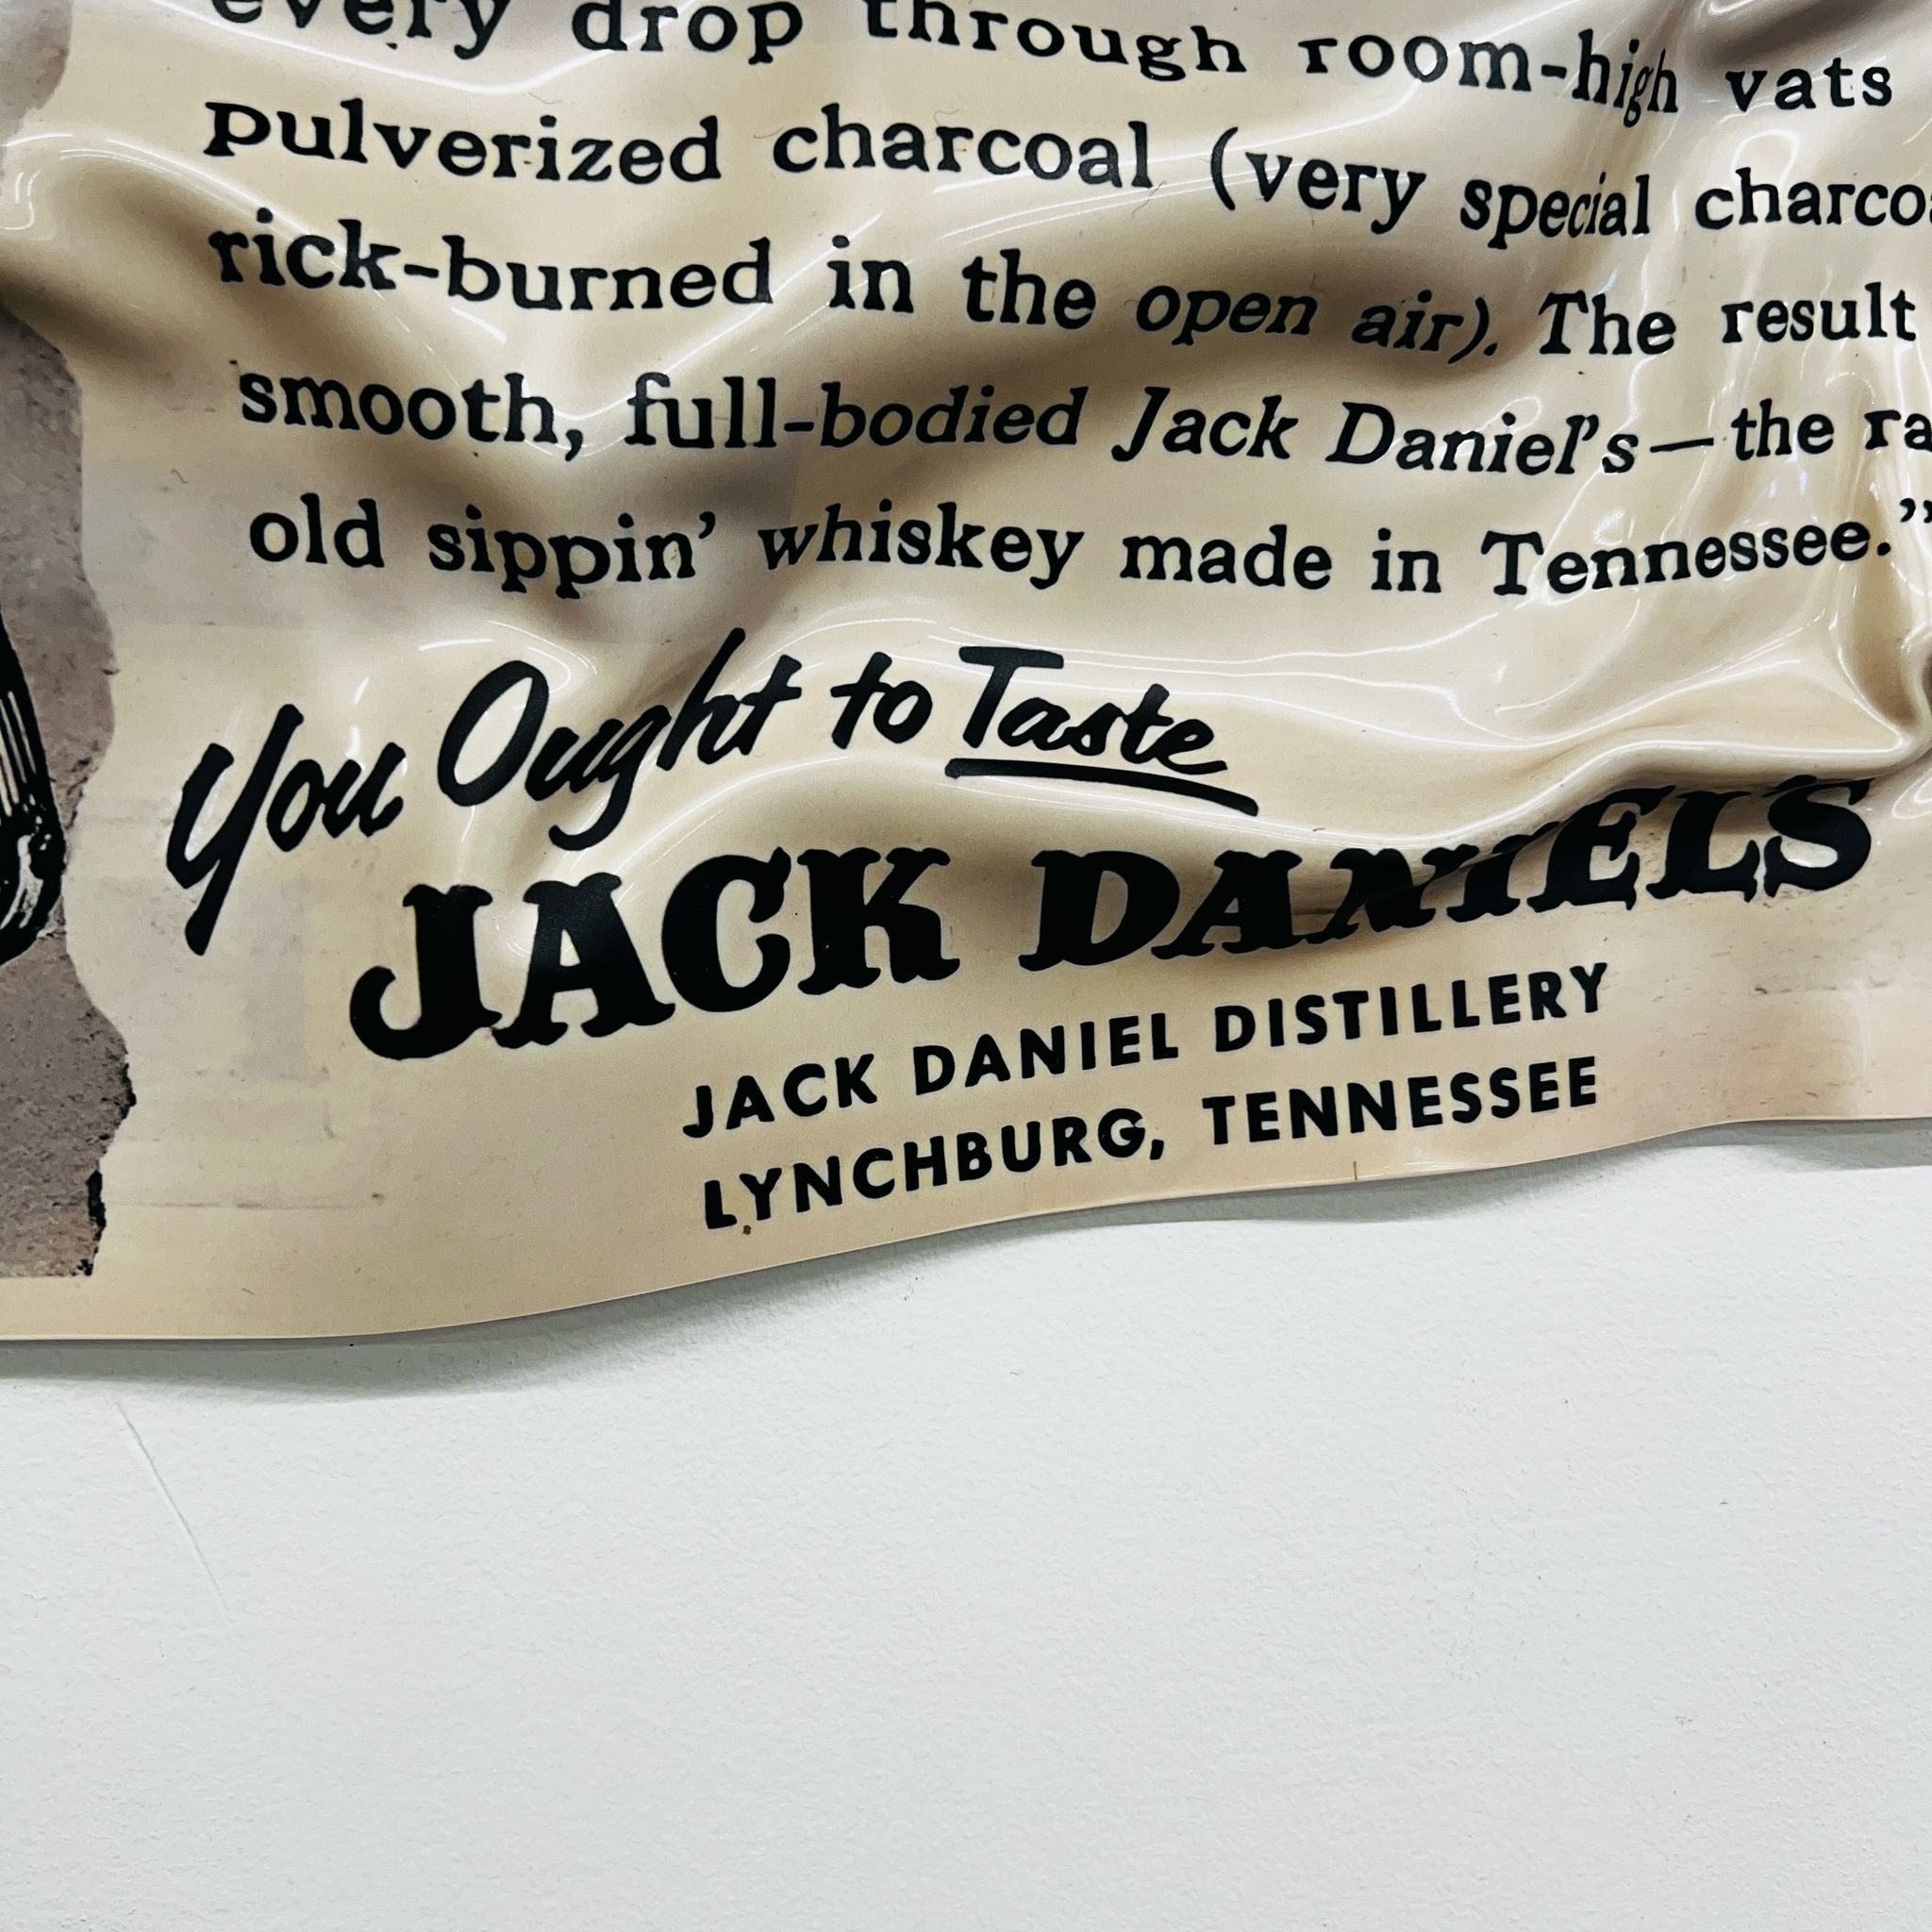 every drop through room-high vats
pulverized charcoal (very special
rick-burned in the open air). The result
smooth, full-bodied Jack Daniel's—the
old sippin' whiskey made in Tennessee."
You Ought to Taste
JACK DANIELS
JACK DANIEL DISTILLERY
LYNCHBURG, TENNESSEE